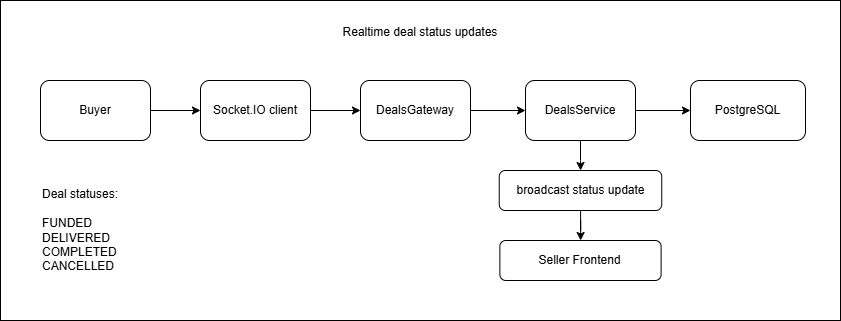 Realtime deal status updates
Buyer
Socket.IO client
DealsGateway
DealsService
PostgreSQL
broadcast status update
Seller Frontend
Deal statuses:
FUNDED
DELIVERED
COMPLETED
CANCELLED